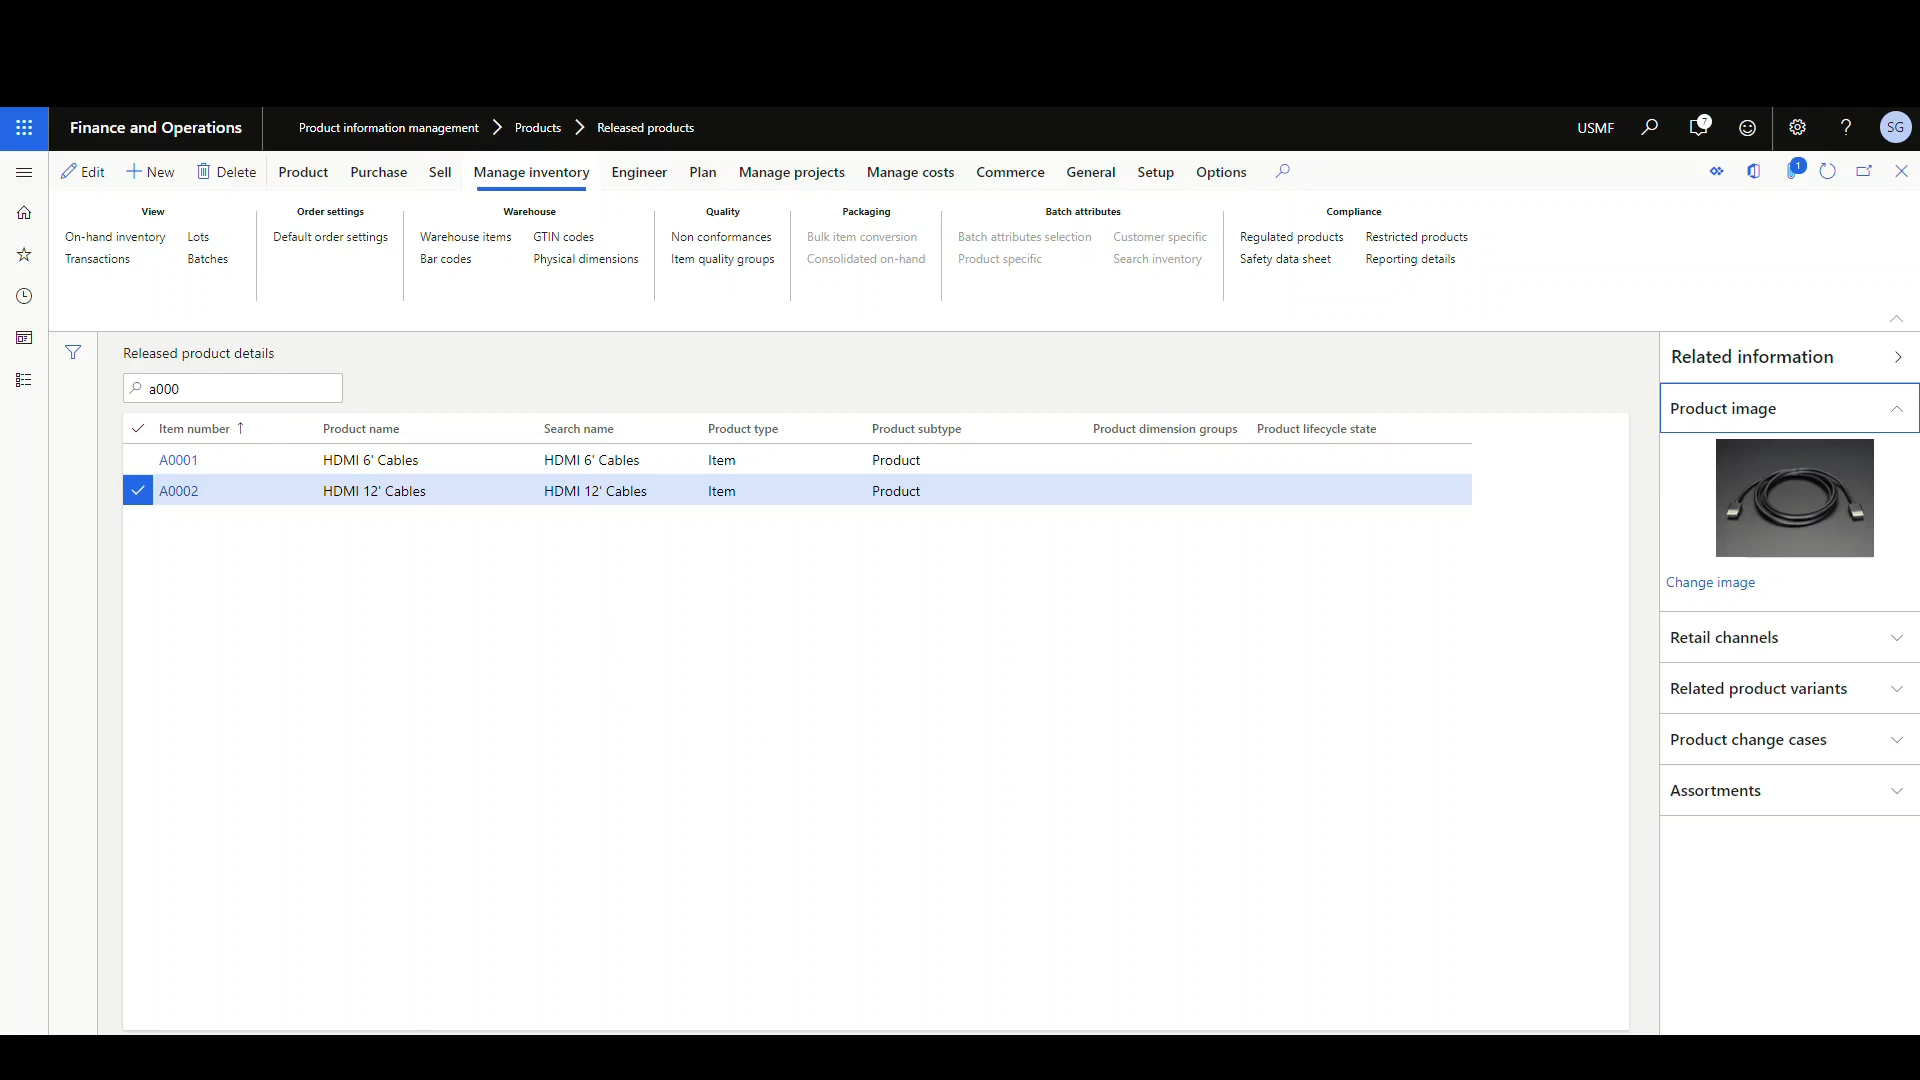 Finance and Operations Product information management Products Released products USMF 7 ? SG
Edit New Delete Product Purchase Sell Manage inventory Engineer Plan Manage projects Manage costs Commerce General Setup Options 1
View Order settings Warehouse Quality Packaging Batch attributes Compliance
On-hand inventory Lots Default order settings Warehouse items GTIN codes Non conformances Bulk item conversion Batch attributes selection Customer specific Regulated products Restricted products
Transactions Batches Bar codes Physical dimensions Item quality groups Consolidated on-hand Product specific Search inventory Safety data sheet Reporting details
Released product details
a000
Item number Product name Search name Product type Product subtype Product dimension groups Product lifecycle state
A0001 HDMI 6' Cables HDMI 6' Cables Item Product
A0002 HDMI 12' Cables HDMI 12' Cables Item Product
Related information
Product image
Change image
Retail channels
Related product variants
Product change cases
Assortments